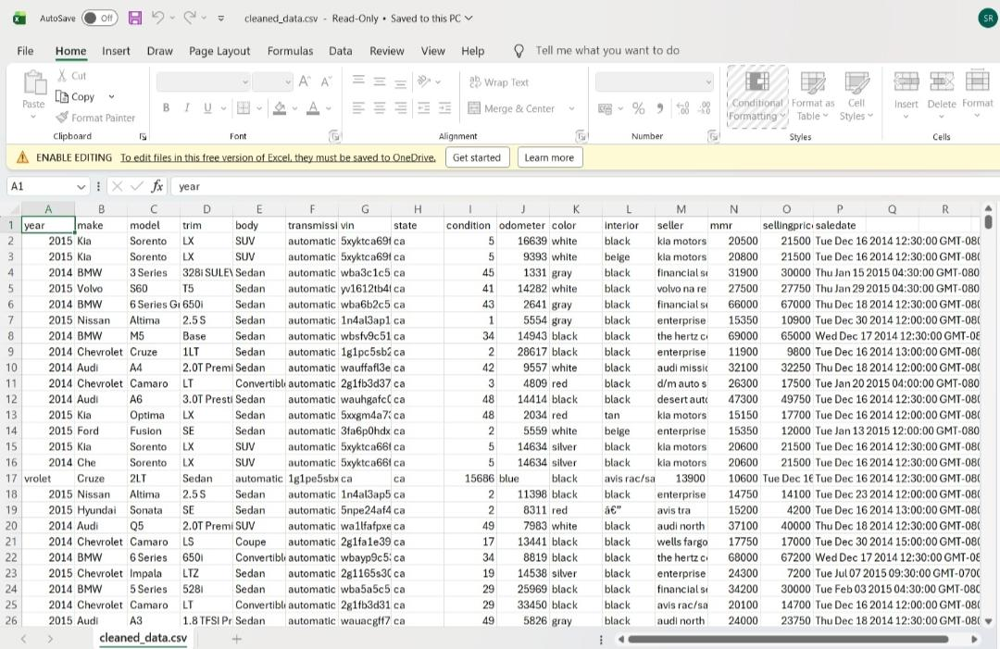 AutoSave Off cleaned_data.csv - Read-Only • Saved to this PC SR
File Home Insert Draw Page Layout Formulas Data Review View Help Tell me what you want to do
Cut
Copy
Paste
Format Painter
B I U A A A
Wrap Text
Merge & Center
% 9
Conditional Formatting Format as Table Cell Styles
Insert Delete Format
Clipboard Font Alignment Number Styles Cells
ENABLE EDITING To edit files in this free version of Excel, they must be saved to OneDrive. Get started Learn more
A1 fx year
A B C D E F G H I J K L M N O P Q R
1 year make model trim body transmissi vin state condition odometer color interior seller mmr sellingprice saledate
2 2015 Kia Sorento LX SUV automatic 5xyktca69f ca 5 16639 white black kia motors 20500 21500 Tue Dec 16 2014 12:30:00 GMT-080
3 2015 Kia Sorento LX SUV automatic 5xyktca69f ca 5 9393 white beige kia motors 20800 21500 Tue Dec 16 2014 12:30:00 GMT-080
4 2014 BMW 3 Series 328i SULEV Sedan automatic wba3c1c5 ca 45 1331 gray black financial se 31900 30000 Thu Jan 15 2015 04:30:00 GMT-080
5 2015 Volvo S60 T5 Sedan automatic yv1612tb4f ca 41 14282 white black volvo na re 27500 27750 Thu Jan 29 2015 04:30:00 GMT-080
6 2014 BMW 6 Series Gr 650i Sedan automatic wba6b2c5 ca 43 2641 gray black financial se 66000 67000 Thu Dec 18 2014 12:30:00 GMT-080
7 2015 Nissan Altima 2.5 S Sedan automatic 1n4al3ap1 ca 1 5554 gray black enterprise 15350 10900 Tue Dec 30 2014 12:00:00 GMT-080
8 2014 BMW M5 Base Sedan automatic wbsfv9c51 ca 34 14943 black black the hertz c 69000 65000 Wed Dec 17 2014 12:30:00 GMT-08
9 2014 Chevrolet Cruze 1LT Sedan automatic 1g1pc5sb2 ca 2 28617 black black enterprise 11900 9800 Tue Dec 16 2014 13:00:00 GMT-080
10 2014 Audi A4 2.0T Premi Sedan automatic wauffafl3e ca 42 9557 white black audi missic 32100 32250 Thu Dec 18 2014 12:00:00 GMT-080
11 2014 Chevrolet Camaro LT Convertible automatic 2g1fb3d37 ca 3 4809 red black d/m auto s 26300 17500 Tue Jan 20 2015 04:00:00 GMT-080
12 2014 Audi A6 3.0T Presti Sedan automatic wauhgafc0 ca 48 14414 black black desert auto 47300 49750 Tue Dec 16 2014 12:30:00 GMT-080
13 2015 Kia Optima LX Sedan automatic 5xxgm4a7 ca 48 2034 red tan kia motors 15150 17700 Tue Dec 16 2014 12:00:00 GMT-080
14 2015 Ford Fusion SE Sedan automatic 3fa6p0hdx ca 2 5559 white beige enterprise 15350 12000 Tue Jan 13 2015 12:00:00 GMT-080
15 2015 Kia Sorento LX SUV automatic 5xyktca66f ca 5 14634 silver black kia motors 20600 21500 Tue Dec 16 2014 12:30:00 GMT-080
16 2014 Che Sorento LX SUV automatic 5xyktca66f ca 5 14634 silver black kia motors 20600 21500 Tue Dec 16 2014 12:30:00 GMT-080
17 vrolet Cruze 2LT Sedan automatic 1g1pe5sbx ca ca 15686 blue black avis rac/sa 13900 10600 Tue Dec 16 Tue Dec 16 2014 12:30:00 GMT-080
18 2015 Nissan Altima 2.5 S Sedan automatic 1n4al3ap5 ca 2 11398 black black enterprise 14750 14100 Tue Dec 23 2014 12:00:00 GMT-080
19 2015 Hyundai Sonata SE Sedan automatic 5npe24af4 ca 2 8311 red â€” avis tra 15200 4200 Tue Dec 16 2014 13:00:00 GMT-080
20 2014 Audi Q5 2.0T Premi SUV automatic wa1lfafpxe ca 49 7983 white black audi north 37100 40000 Thu Dec 18 2014 12:30:00 GMT-080
21 2014 Chevrolet Camaro LS Coupe automatic 2g1fa1e39 ca 17 13441 black black wells fargo 17750 17000 Tue Dec 30 2014 15:00:00 GMT-080
22 2014 BMW 6 Series 650i Convertible automatic wbayp9c5 ca 34 8819 black black the hertz c 68000 67200 Wed Dec 17 2014 12:30:00 GMT-08
23 2015 Chevrolet Impala LTZ Sedan automatic 2g1165s30 ca 19 14538 silver black enterprise 24300 7200 Tue Jul 07 2015 09:30:00 GMT-0700
24 2014 BMW 5 Series 528i Sedan automatic wba5a5c5 ca 29 25969 black black financial se 34200 30000 Tue Feb 03 2015 04:30:00 GMT-080
25 2014 Chevrolet Camaro LT Convertible automatic 2g1fb3d31 ca 29 33450 black black avis rac/sa 20100 14700 Tue Dec 16 2014 12:00:00 GMT-080
26 2015 Audi A3 1.8 TFSI Pr Sedan automatic wauacgff7 ca 49 5826 gray black audi north 24000 23750 Thu Dec 18 2014 12:30:00 GMT-080
cleaned_data.csv